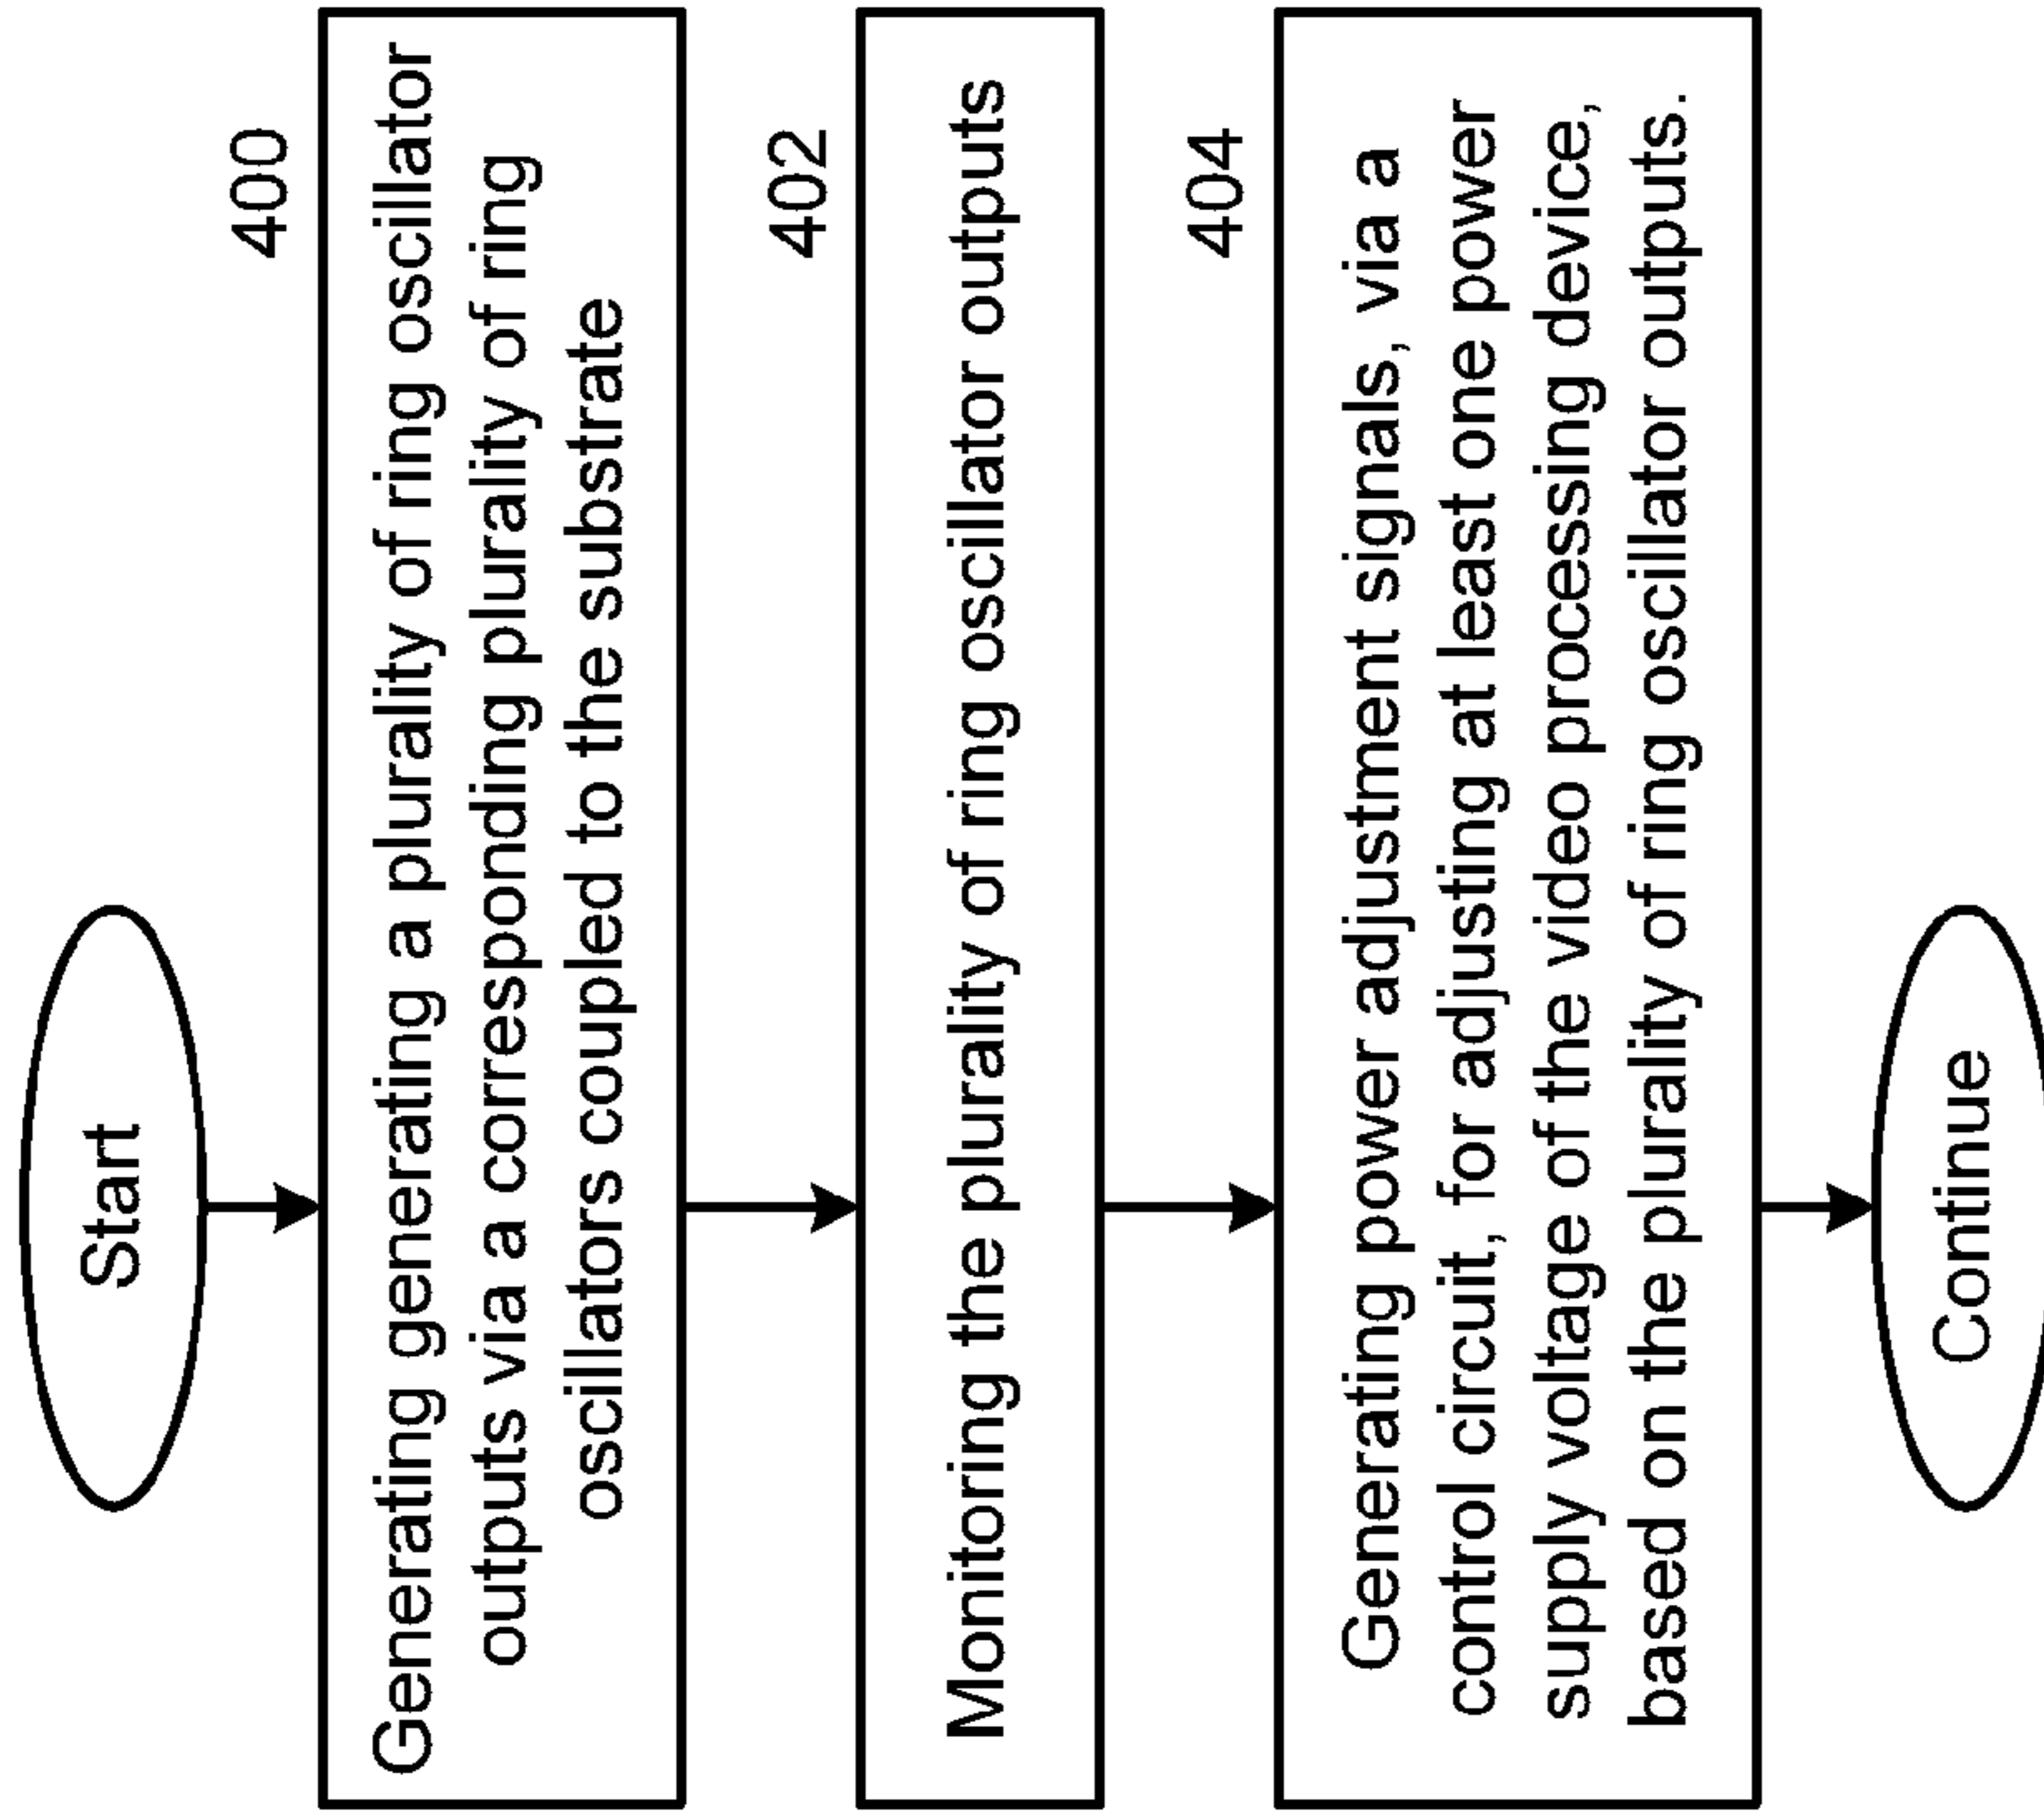 Start
400
Generating generating a plurality of ring oscillator
outputs via a corresponding plurality of ring
oscillators coupled to the substrate
402
Monitoring the plurality of ring oscillator outputs
404
Generating power adjustment signals, via a
control circuit, for adjusting at least one power
supply voltage of the video processing device,
based on the plurality of ring oscillator outputs.
Continue